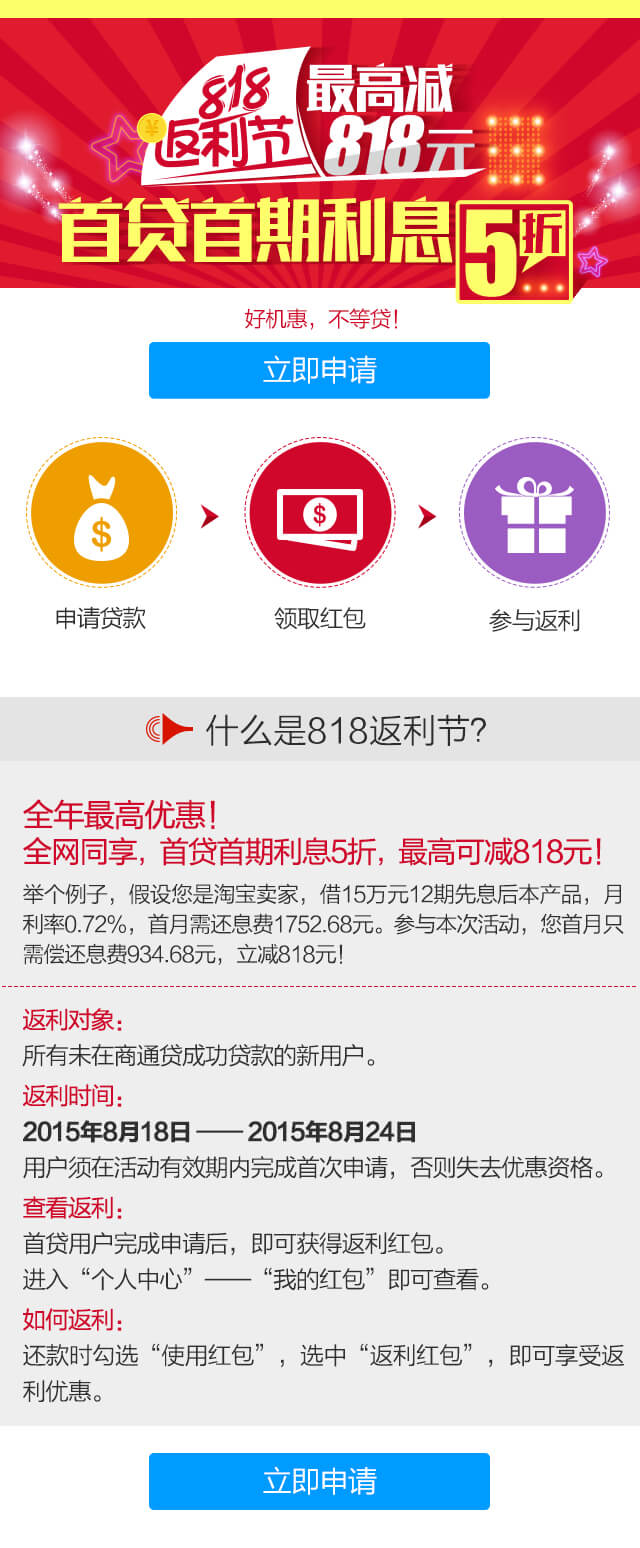 818
返利节
最高减
818元
首贷首期利息5折
好机惠，不等贷！
立即申请
申请贷款
领取红包
参与返利
什么是818返利节？
全年最高优惠！
全网同享，首贷首期利息5折，最高可减818元！
举个例子，假设您是淘宝卖家，借15万元12期先息后本产品，月
利率0.72%，首月需还息费1752.68元。参与本次活动，您首月只
需偿还息费934.68元，立减818元！
返利对象：
所有未在商通贷成功贷款的新用户。
返利时间：
2015年8月18日 —— 2015年8月24日
用户须在活动有效期内完成首次申请，否则失去优惠资格。
查看返利：
首贷用户完成申请后，即可获得返利红包。
进入“个人中心”——“我的红包”即可查看。
如何返利：
还款时勾选“使用红包”，选中“返利红包”，即可享受返
利优惠。
立即申请